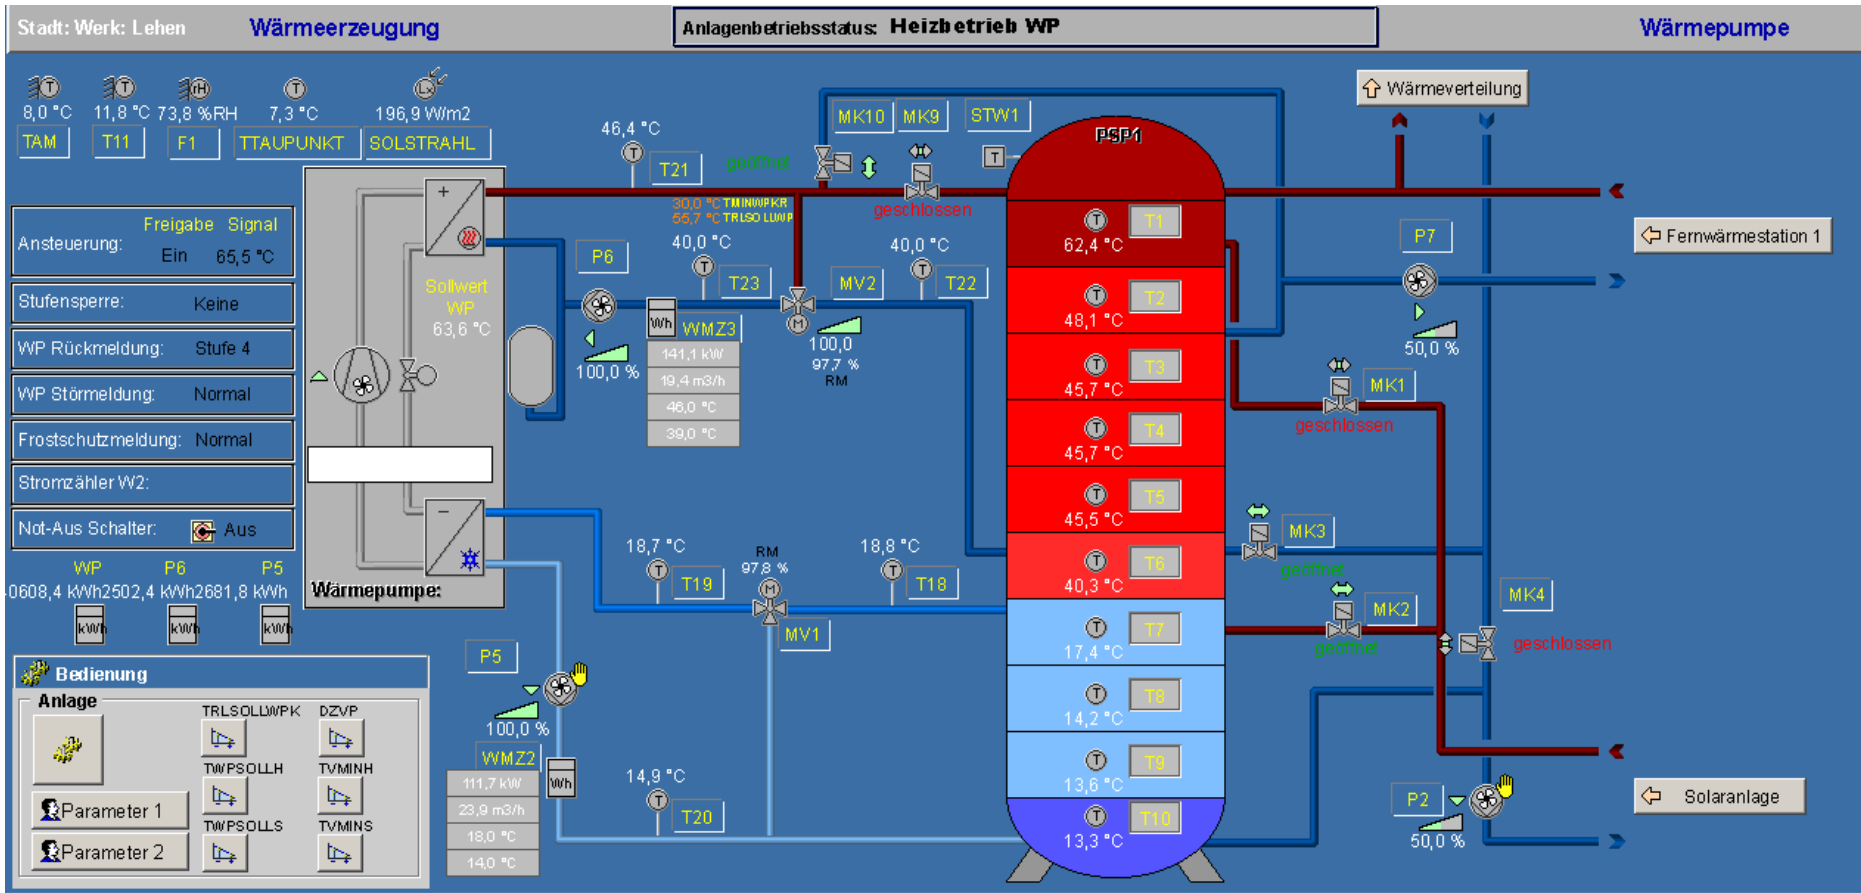 Stadt: Werk: Lehen
Wärmeerzeugung
Anlagenbetriebsstatus: Heizbetrieb WP
Wärmepumpe
8,0 °C
11,8 °C
73,8 %RH
7,3 °C
196,9 W/m2
TAM
T11
F1
TTAUPUNKT
SOLSTRAHL
Ansteuerung:
Freigabe Signal
Ein 65,5 °C
Stufensperre: Keine
WP Rückmeldung: Stufe 4
WP Störmeldung: Normal
Frostschutzmeldung: Normal
Stromzähler W2:
Not-Aus Schalter: Aus
WP P6 P5
0608,4 kWh2502,4 kWh2681,8 kWh
kWh kWh kWh
Bedienung
Anlage
TRLSOLLWPK DZVP
TWPSOLLH TVMINH
TWPSOLLS TVMINS
Parameter 1
Parameter 2
Sollwert
WP
63,6 °C
Wärmepumpe:
46,4 °C
T21
geöffnet
MK10
MK9
STW1
geschlossen
30,0 °C TMINWPKR
55,7 °C TRLSOLLWP
P6
100,0 %
40,0 °C
T23
Wh
WMZ3
141,1 kW
19,4 m3/h
46,0 °C
39,0 °C
MV2
100,0
97,7 %
RM
40,0 °C
T22
18,7 °C
T19
RM
97,8 %
MV1
18,8 °C
T18
P5
100,0 %
WMZ2
Wh
111,7 kW
23,9 m3/h
18,0 °C
14,0 °C
14,9 °C
T20
PSP1
T1
62,4 °C
T2
48,1 °C
T3
45,7 °C
T4
45,7 °C
T5
45,5 °C
T6
40,3 °C
T7
17,4 °C
T8
14,2 °C
T9
13,6 °C
T10
13,3 °C
Wärmeverteilung
P7
50,0 %
Fernwärmestation 1
MK1
geschlossen
MK3
geöffnet
MK2
geöffnet
MK4
geschlossen
P2
50,0 %
Solaranlage